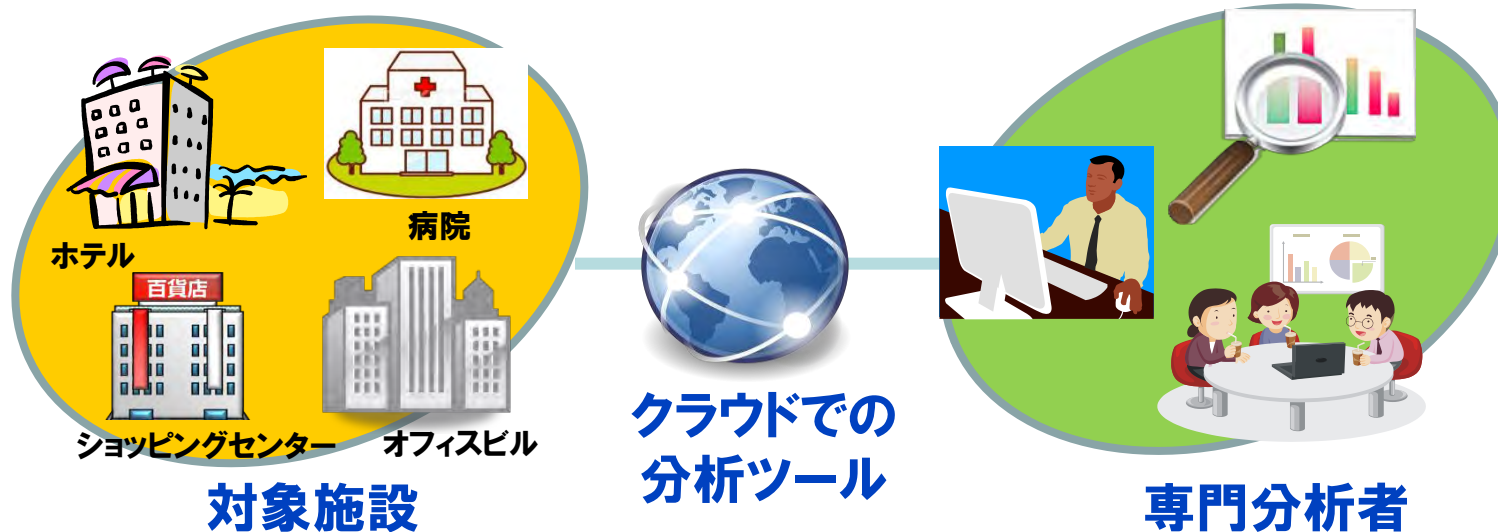 ホテル
病院
百貨店
ショッピングセンター
オフィスビル
対象施設
クラウドでの
分析ツール
専門分析者